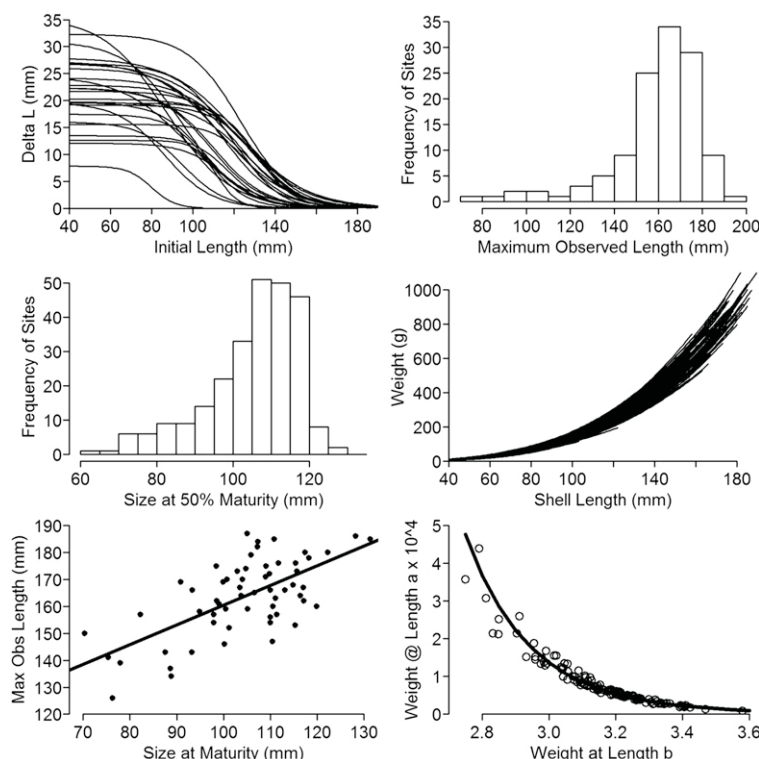 35
30
25
20
15
10
5
0
Delta L (mm)
40 60 80 100 140 180
Initial Length (mm)
35
30
25
20
15
10
5
0
Frequency of Sites
80 100 120 140 160 180 200
Maximum Observed Length (mm)
50
40
30
20
10
0
Frequency of Sites
60 80 100 120
Size at 50% Maturity (mm)
1000
800
600
400
200
0
Weight (g)
40 60 80 100 140 180
Shell Length (mm)
190
180
170
160
150
140
130
120
Max Obs Length (mm)
70 80 90 100 110 120 130
Size at Maturity (mm)
5
4
3
2
1
0
Weight @ Length a x 10^4
2.8 3.0 3.2 3.4 3.6
Weight at Length b